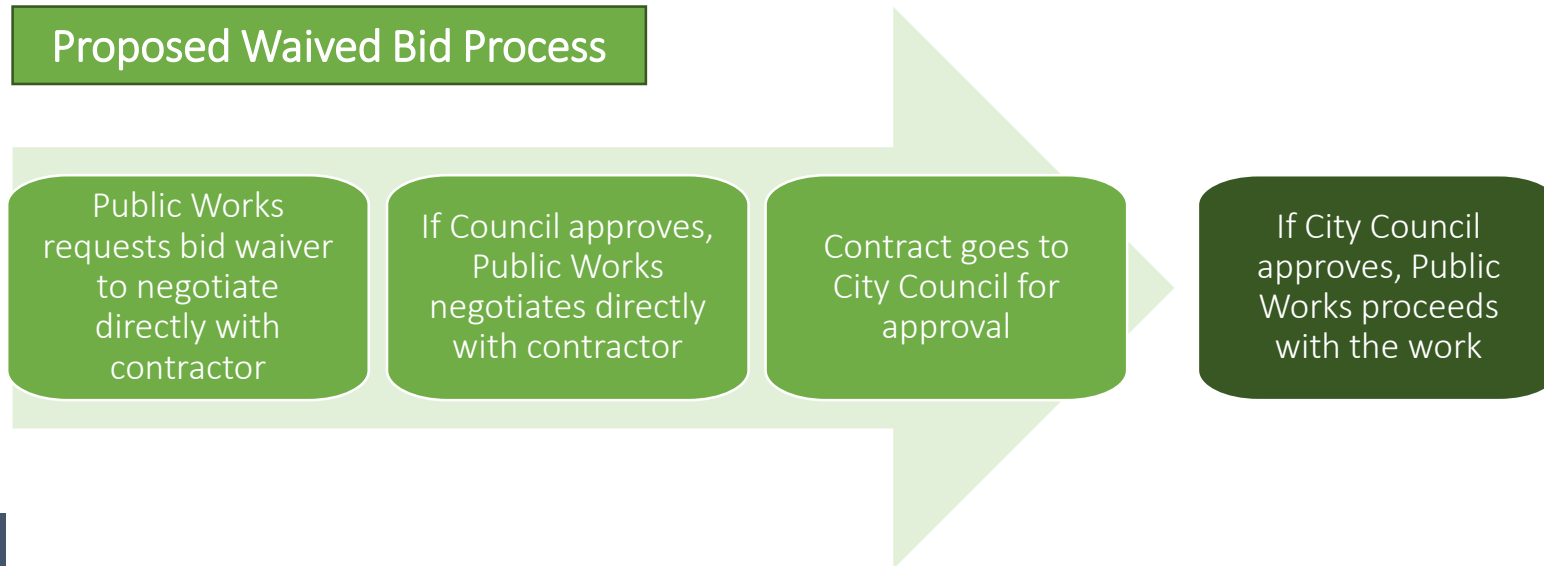 Proposed Waived Bid Process
Public Works
requests bid waiver
to negotiate
directly with
contractor
If Council approves,
Public Works
negotiates directly
with contractor
Contract goes to
City Council for
approval
If City Council
approves, Public
Works proceeds
with the work